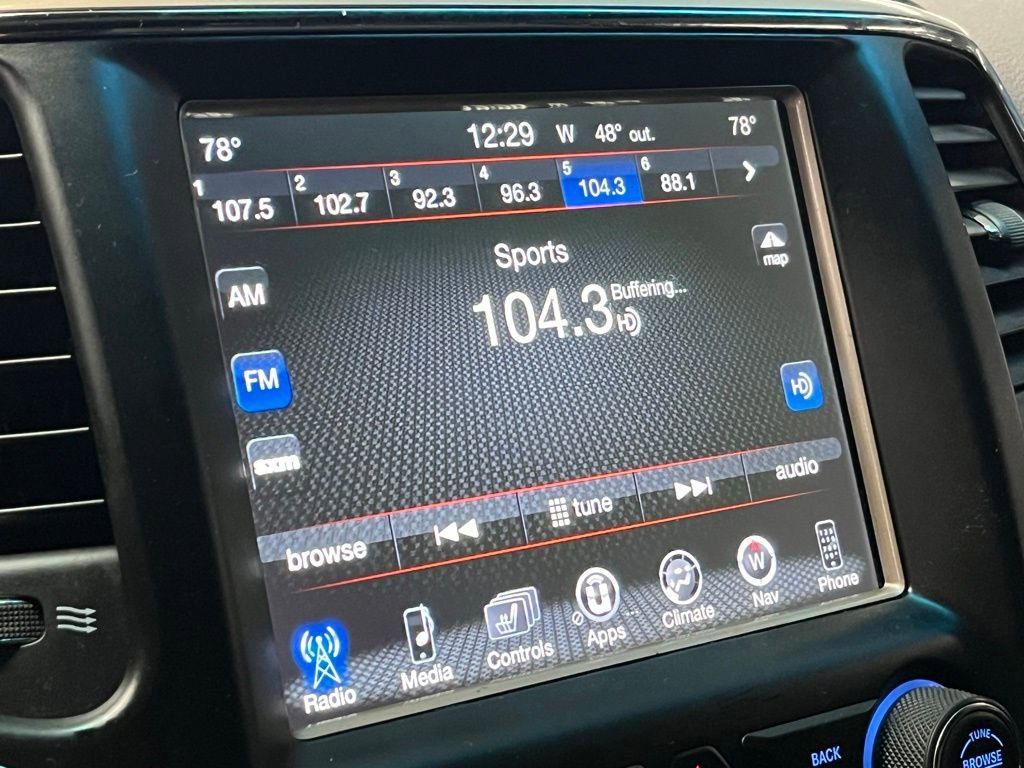 78° 12:29 W 48° out. 78°
1 107.5 2 102.7 3 92.3 4 96.3 5 104.3 6 88.1
Sports
map
AM
104.3 Buffering...
HD
FM
HD
sxm
browse tune audio
Radio Media Controls Apps Climate W Nav Phone
BACK
TUNE
BROWSE